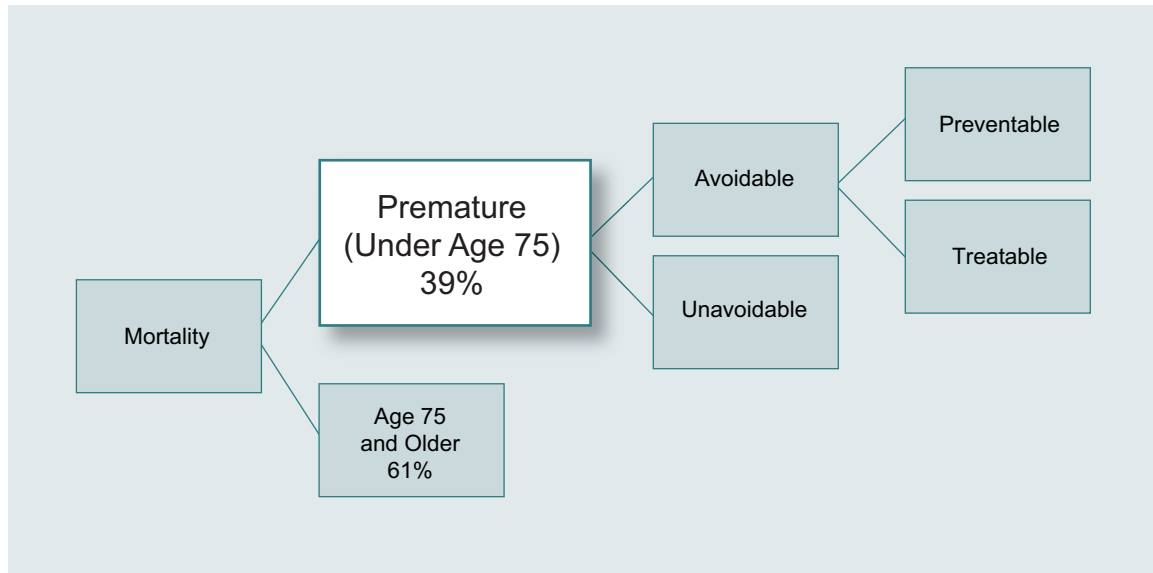 Mortality
Premature
(Under Age 75)
39%
Age 75
and Older
61%
Avoidable
Unavoidable
Preventable
Treatable